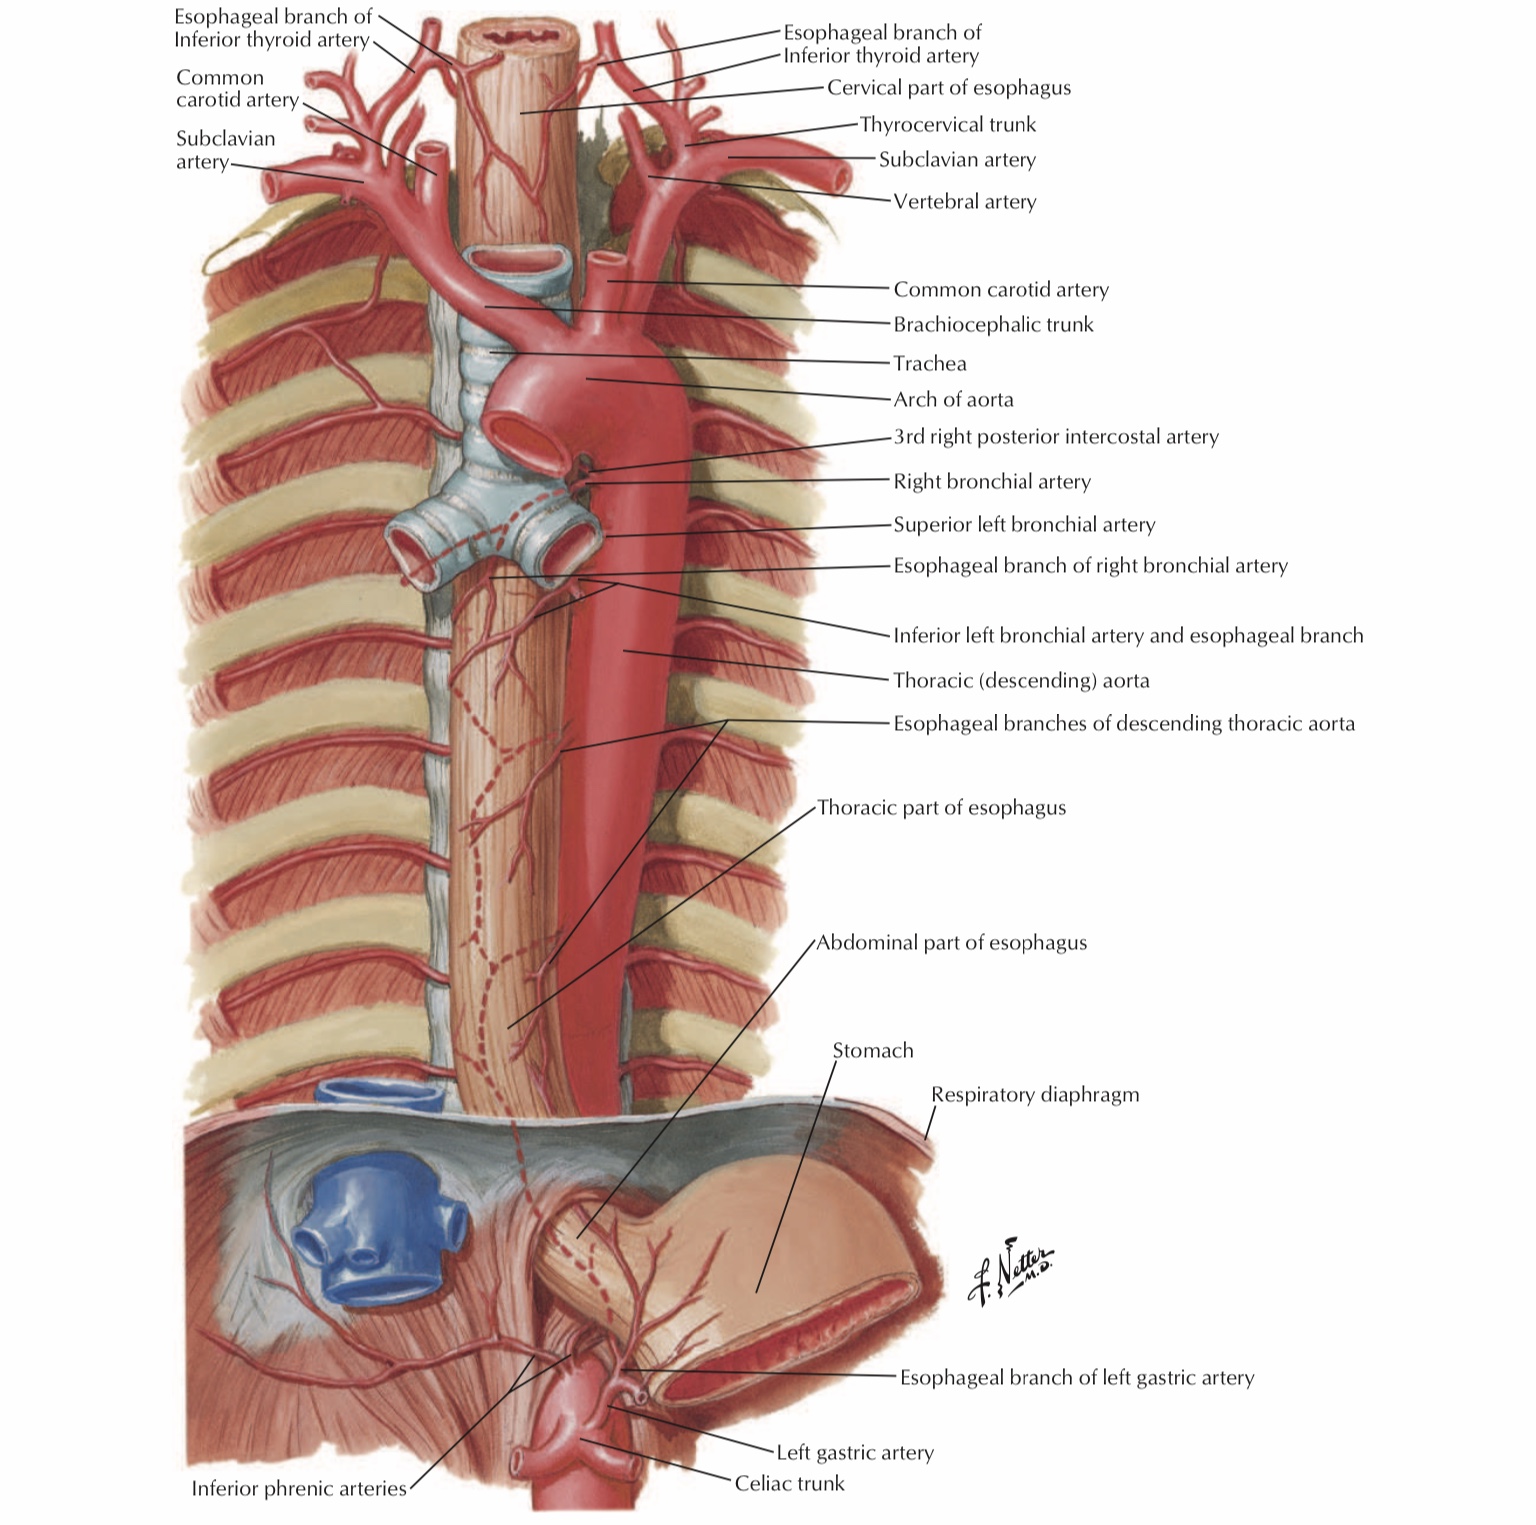 Esophageal branch of
Inferior thyroid artery
Common
carotid artery
Subclavian
artery
Esophageal branch of
Inferior thyroid artery
Cervical part of esophagus
Thyrocervical trunk
Subclavian artery
Vertebral artery
Common carotid artery
Brachiocephalic trunk
Trachea
Arch of aorta
3rd right posterior intercostal artery
Right bronchial artery
Superior left bronchial artery
Esophageal branch of right bronchial artery
Inferior left bronchial artery and esophageal branch
Thoracic (descending) aorta
Esophageal branches of descending thoracic aorta
Thoracic part of esophagus
Abdominal part of esophagus
Stomach
Respiratory diaphragm
F. Netter
M.D.
Esophageal branch of left gastric artery
Left gastric artery
Celiac trunk
Inferior phrenic arteries